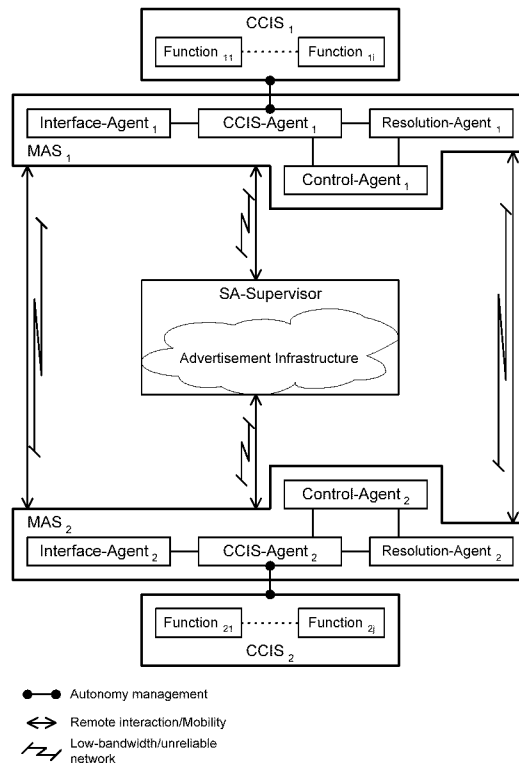 CCIS 1
Function 11 Function 1i
Interface-Agent 1 CCIS-Agent 1 Resolution-Agent 1
MAS 1
Control-Agent 1
SA-Supervisor
Advertisement Infrastructure
Control-Agent 2
MAS 2
Interface-Agent 2 CCIS-Agent 2 Resolution-Agent 2
Function 21 Function 2j
CCIS 2
Autonomy management
Remote interaction/Mobility
Low-bandwidth/unreliable
network